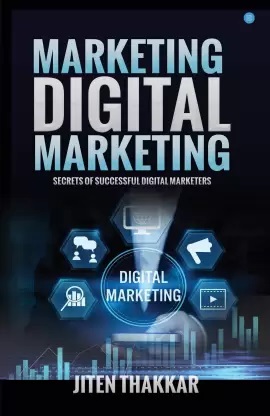 MARKETING
DIGITAL
MARKETING
SECRETS OF SUCCESSFUL DIGITAL MARKETERS
DIGITAL
MARKETING
JITEN THAKKAR